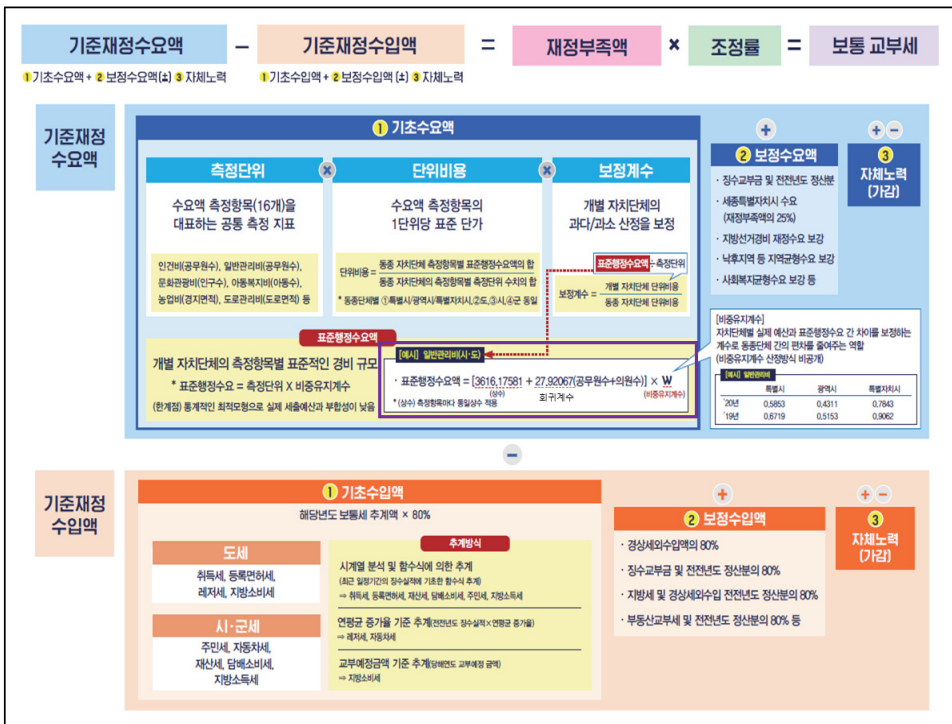 기준재정수요액 − 기준재정수입액 = 재정부족액 × 조정률 = 보통 교부세
①기초수요액 + ②보정수요액(±) ③ 자체노력
①기초수입액 + ②보정수입액 (±) ③ 자체노력
기준재정
수요액
① 기초수요액
측정단위 × 단위비용 × 보정계수
수요액 측정항목(16개)을
대표하는 공통 측정 지표
인건비(공무원수), 일반관리비(공무원수),
문화관광비(인구수), 아동복지비(아동수),
농업비(경지면적), 도로관리비(도로면적) 등
수요액 측정항목의
1단위당 표준 단가
단위비용 = 동종 자치단체 측정항목별 표준행정수요액의 합
동종 자치단체의 측정항목별 측정단위 수치의 합
* 동종단체별 ①특별시/광역시/특별자치시,②도,③시,④군 동일
개별 자치단체의
과다/과소 산정을 보정
표준행정수요액÷측정단위
보정계수 = 개별 자치단체 단위비용
동종 자치단체 단위비용
표준행정수요액
개별 자치단체의 측정항목별 표준적인 경비 규모
* 표준행정수요 = 측정단위 X 비중유지계수
(한계점) 통계적인 최적모형으로 실제 세출예산과 부합성이 낮음
[예시] 일반관리비(시·도)
· 표준행정수요액 = [3616,17581 + 27,92067(공무원수+의원수)] × W
(상수) 회귀계수 (비중유지계수)
* (상수) 측정항목마다 동일상수 적용
+
② 보정수요액
· 징수교부금 및 전전년도 정산분
· 세종특별자치시 수요
(재정부족액의 25%)
· 지방선거경비 재정수요 보강
· 낙후지역 등 지역균형수요 보강
· 사회복지균형수요 보강 등
+ −
③
자체노력
(가감)
[비중유지계수]
자치단체별 실제 예산과 표준행정수요 간 차이를 보정하는
계수로 동종단체 간의 편차를 줄여주는 역할
(비중유지계수 산정방식 비공개)
[예시] 일반관리비
특별시 광역시 특별자치시
'20년 0,5853 0,4311 0,7843
'19년 0,6719 0,5153 0,9062
−
기준재정
수입액
① 기초수입액
해당년도 보통세 추계액 × 80%
도세
취득세, 등록면허세,
레저세, 지방소비세
시·군세
주민세, 자동차세,
재산세, 담배소비세,
지방소득세
추계방식
시계열 분석 및 함수식에 의한 추계
(최근 일정기간의 징수실적에 기초한 함수식 추계)
⇒ 취득세, 등록면허세, 재산세, 담배소비세, 주민세, 지방소득세
연평균 증가율 기준 추계(전전년도 징수실적×연평균 증가율)
⇒ 레저세, 자동차세
교부예정금액 기준 추계(당해연도 교부예정 금액)
⇒ 지방소비세
+
② 보정수입액
· 경상세외수입액의 80%
· 징수교부금 및 전전년도 정산분의 80%
· 지방세 및 경상세외수입 전전년도 정산분의 80%
· 부동산교부세 및 전전년도 정산분의 80% 등
+ −
③
자체노력
(가감)